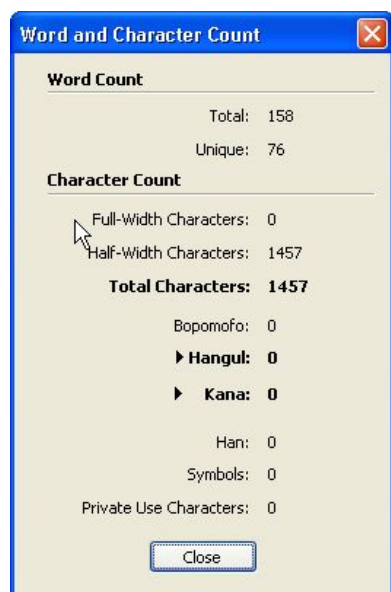 Word and Character Count
Word Count
Total: 158
Unique: 76
Character Count
Full-Width Characters: 0
Half-Width Characters: 1457
Total Characters: 1457
Bopomofo: 0
Hangul: 0
Kana: 0
Han: 0
Symbols: 0
Private Use Characters: 0
Close